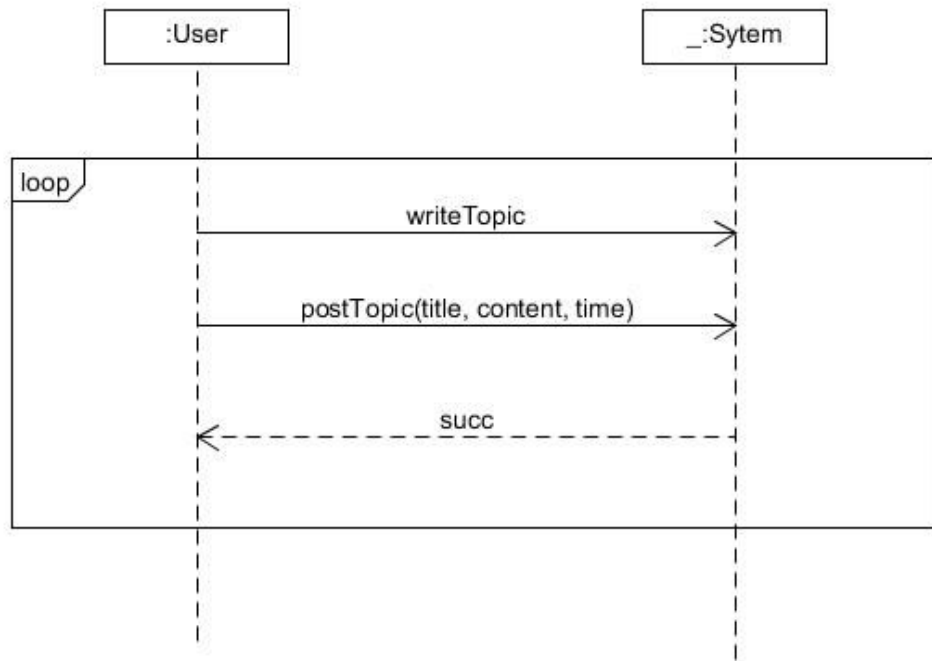 :User
_:Sytem
loop
writeTopic
postTopic(title, content, time)
succ